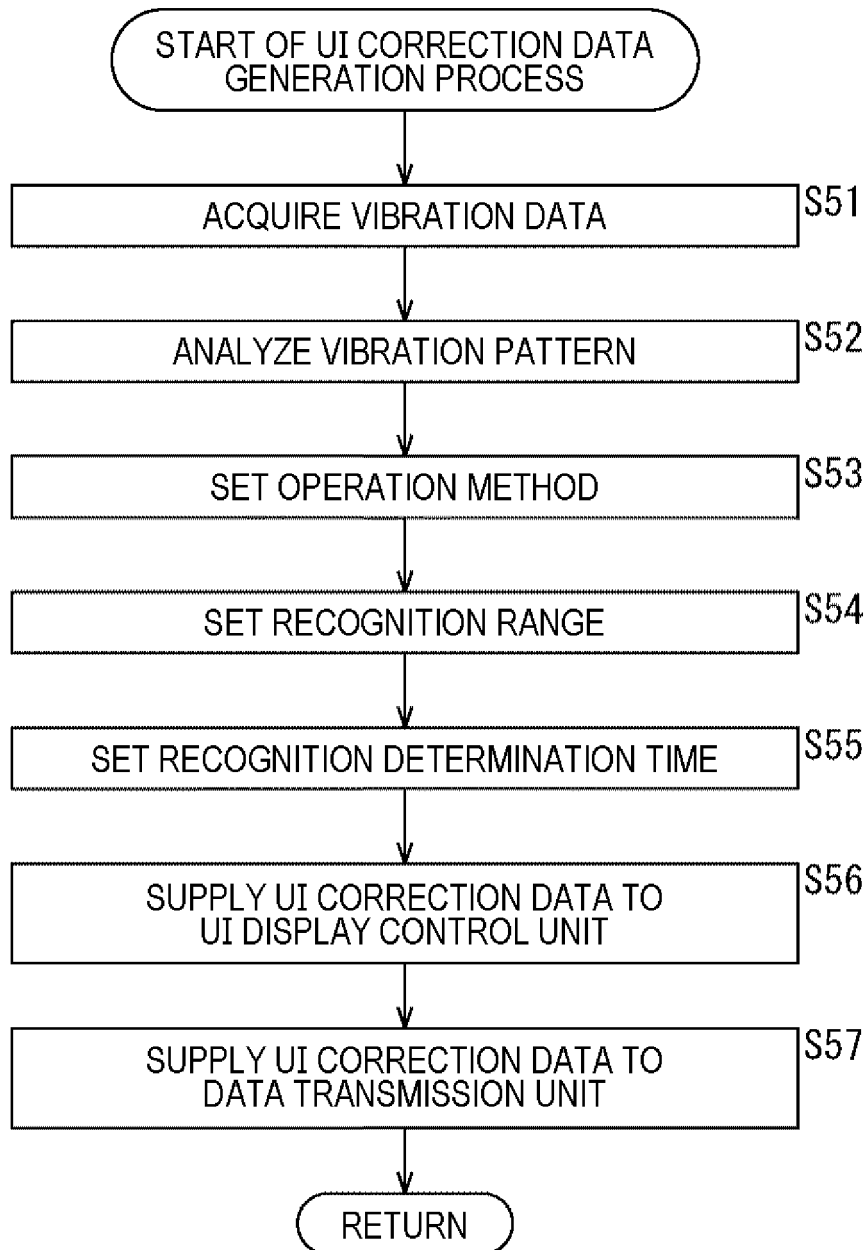 START OF UI CORRECTION DATA
GENERATION PROCESS
S51
ACQUIRE VIBRATION DATA
S52
ANALYZE VIBRATION PATTERN
S53
SET OPERATION METHOD
S54
SET RECOGNITION RANGE
S55
SET RECOGNITION DETERMINATION TIME
S56
SUPPLY UI CORRECTION DATA TO
UI DISPLAY CONTROL UNIT
S57
SUPPLY UI CORRECTION DATA TO
DATA TRANSMISSION UNIT
RETURN